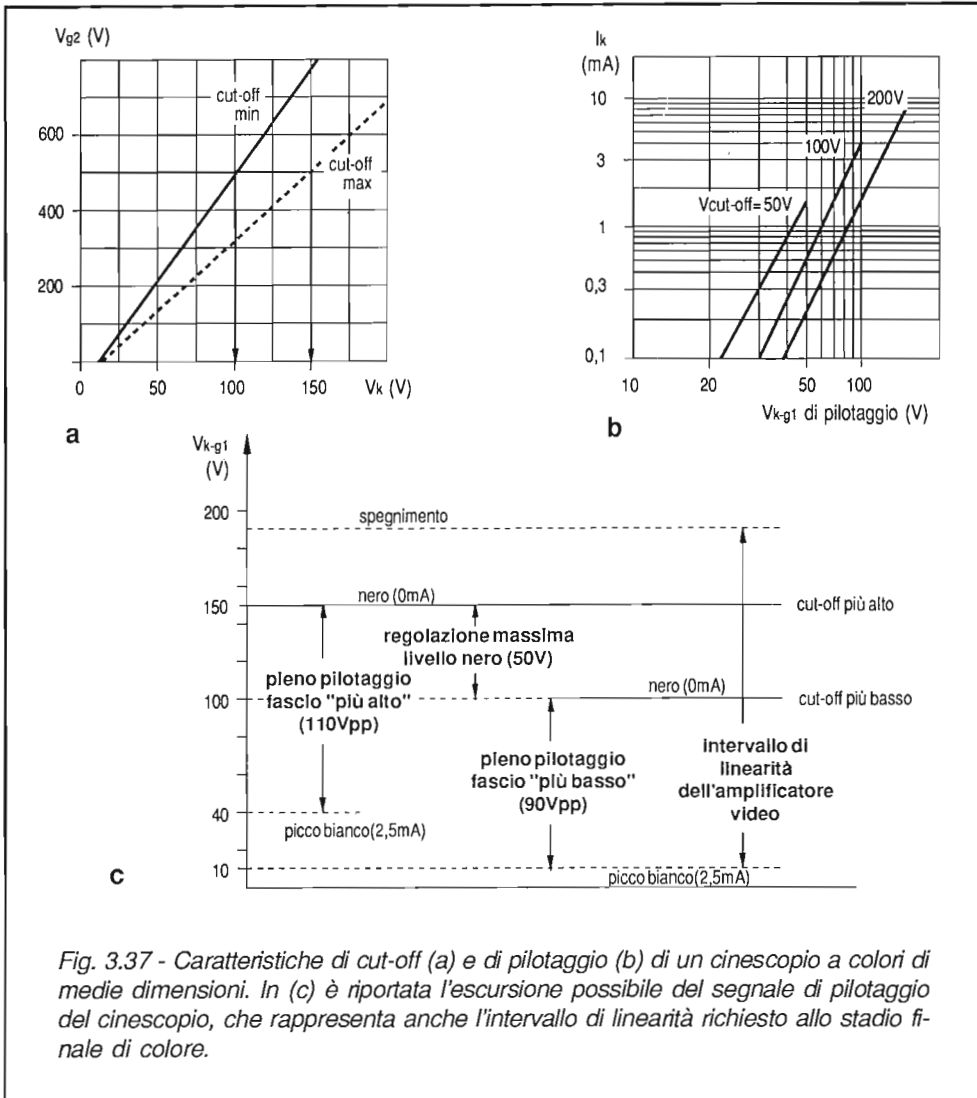 Vg2 (V)
cut-off
min
cut-off
max
600
400
200
0
50
100
150
Vk (V)
a
Ik
(mA)
10
3
1
0,3
0,1
200V
100V
Vcut-off=50V
10
20
50
100
Vk-g1 di pilotaggio (V)
b
Vk-g1
(V)
200
150
100
40
10
spegnimento
nero (0mA)
cut-off più alto
regolazione massima
livello nero (50V)
pieno pilotaggio
fascio "più alto"
(110Vpp)
nero (0mA)
cut-off più basso
pieno pilotaggio
fascio "più basso"
(90Vpp)
intervallo di
linearità
dell'amplificatore
video
picco bianco(2,5mA)
picco bianco(2,5mA)
c
Fig. 3.37 - Caratteristiche di cut-off (a) e di pilotaggio (b) di un cinescopio a colori di
medie dimensioni. In (c) è riportata l'escursione possibile del segnale di pilotaggio
del cinescopio, che rappresenta anche l'intervallo di linearità richiesto allo stadio fi-
nale di colore.